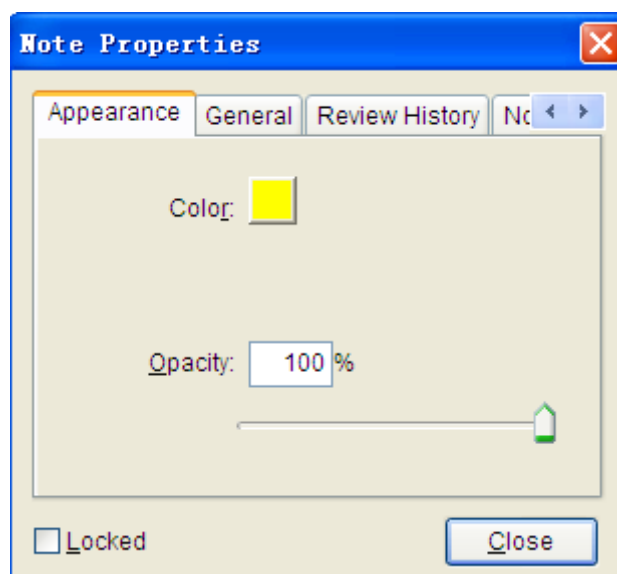 Note Properties
Appearance General Review History
Color:
Opacity: 100 %
Locked Close